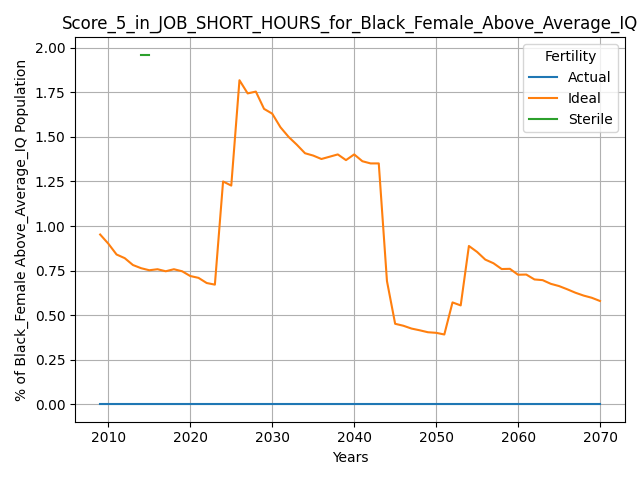 Score_5_in_JOB_SHORT_HOURS_for_Black_Female_Above_Average_IQ
% of Black_Female Above_Average_IQ Population
2.00
1.75
1.50
1.25
1.00
0.75
0.50
0.25
0.00
Fertility
Actual
Ideal
Sterile
2010 2020 2030 2040 2050 2060 2070
Years